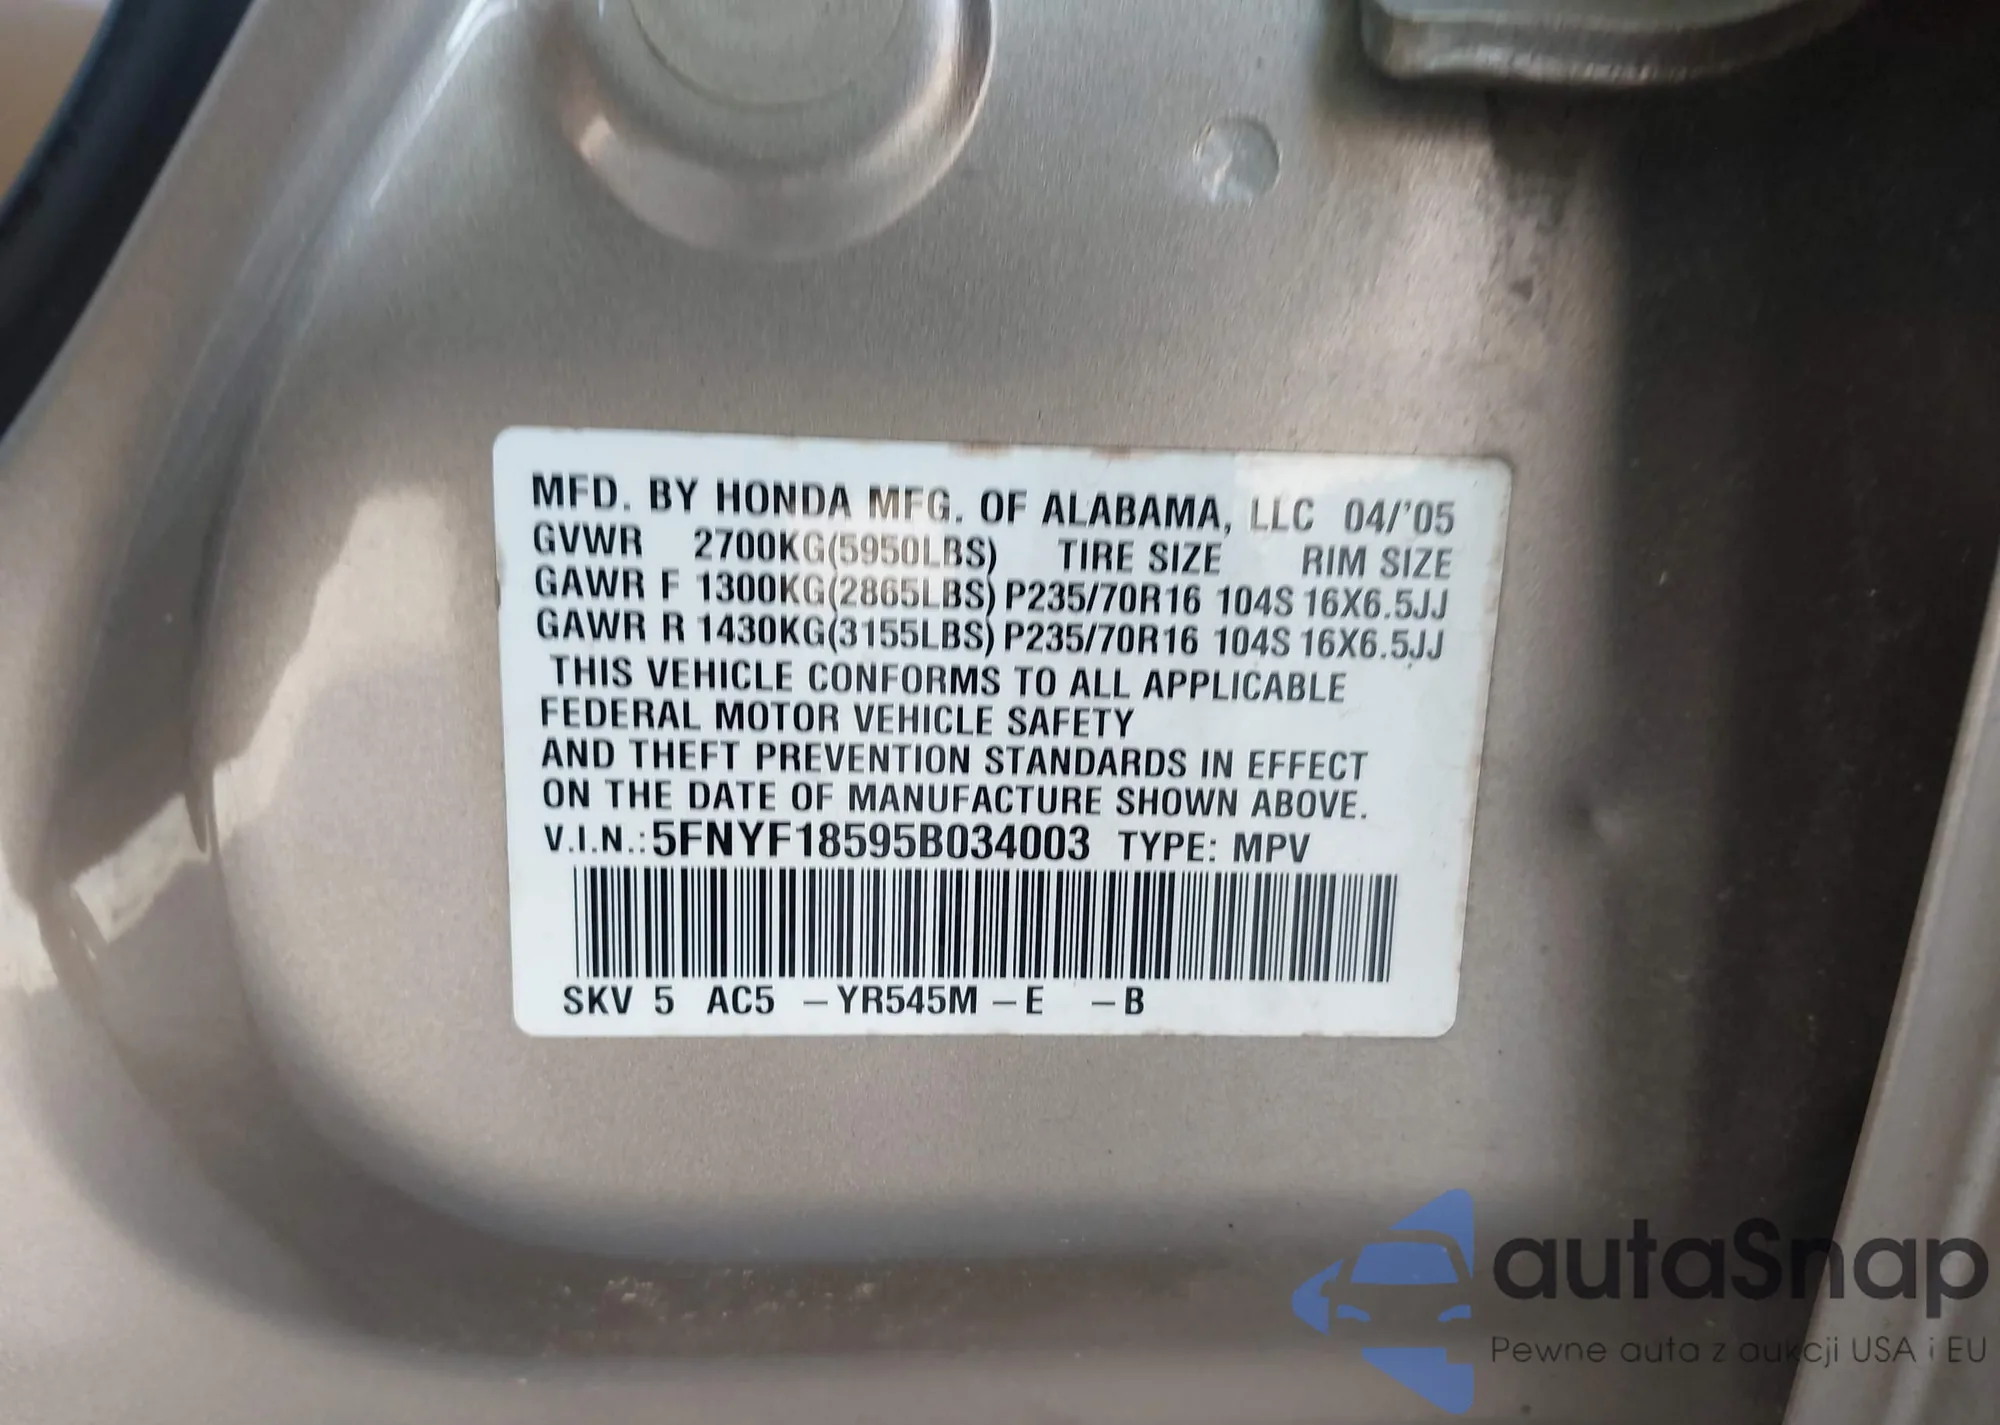 MFD. BY HONDA MFG. OF ALABAMA, LLC 04/'05
GVWR 2700KG(5950LBS) TIRE SIZE RIM SIZE
GAWR F 1300KG(2865LBS) P235/70R16 104S 16X6.5JJ
GAWR R 1430KG(3155LBS) P235/70R16 104S 16X6.5JJ
THIS VEHICLE CONFORMS TO ALL APPLICABLE
FEDERAL MOTOR VEHICLE SAFETY
AND THEFT PREVENTION STANDARDS IN EFFECT
ON THE DATE OF MANUFACTURE SHOWN ABOVE.
V.I.N.: 5FNYF18595B034003 TYPE: MPV
SKV 5 AC5 – YR545M – E – B
autaSnap
Pewne auta z aukcji USA i EU